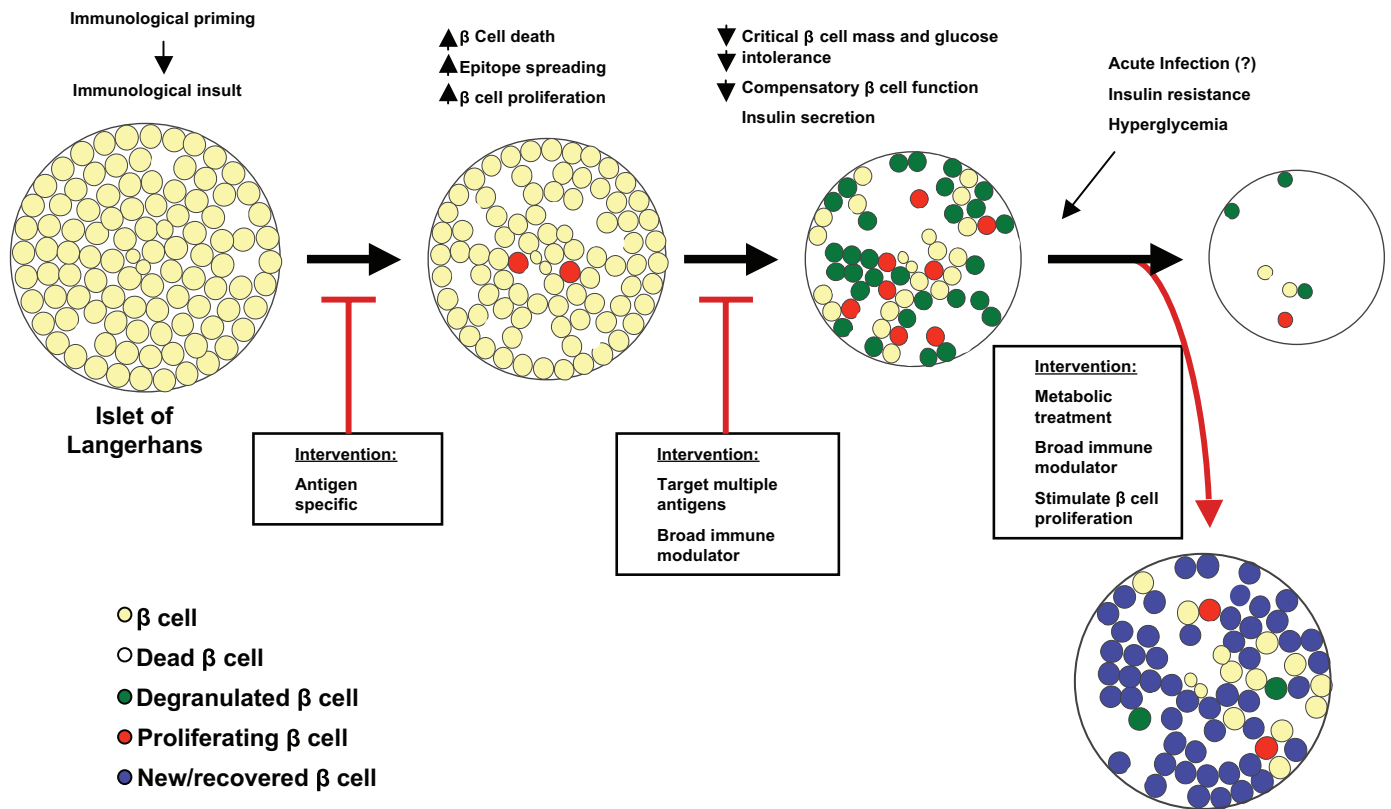 Immunological priming
Immunological insult
β Cell death
Epitope spreading
β cell proliferation
Critical β cell mass and glucose
intolerance
Compensatory β cell function
Insulin secretion
Acute Infection (?)
Insulin resistance
Hyperglycemia
Islet of
Langerhans
Intervention:
Antigen
specific
Intervention:
Target multiple
antigens
Broad immune
modulator
Intervention:
Metabolic
treatment
Broad immune
modulator
Stimulate β cell
proliferation
β cell
Dead β cell
Degranulated β cell
Proliferating β cell
New/recovered β cell